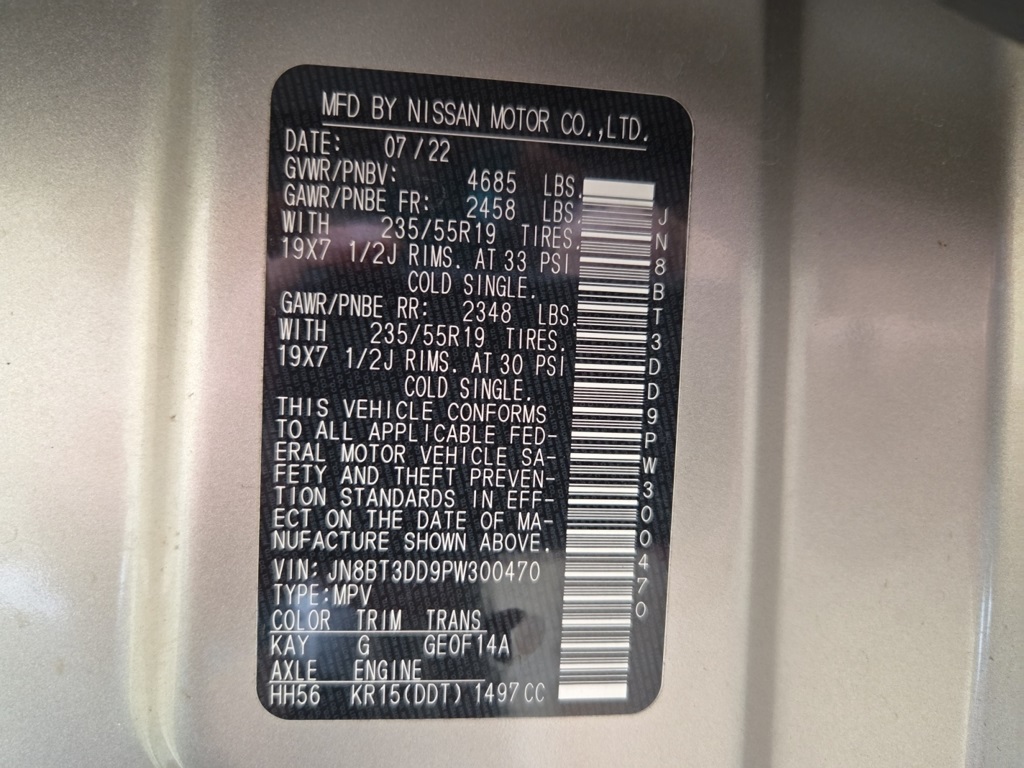 MFD BY NISSAN MOTOR CO.,LTD.
DATE: 07/22
GVWR/PNBV: 4685 LBS
GAWR/PNBE FR: 2458 LBS.
WITH 235/55R19 TIRES.
19X7 1/2J RIMS. AT 33 PSI
COLD SINGLE.
GAWR/PNBE RR: 2348 LBS.
WITH 235/55R19 TIRES.
19X7 1/2J RIMS. AT 30 PSI
COLD SINGLE.
THIS VEHICLE CONFORMS
TO ALL APPLICABLE FED-
ERAL MOTOR VEHICLE SA-
FETY AND THEFT PREVEN-
TION STANDARDS IN EFF-
ECT ON THE DATE OF MA-
NUFACTURE SHOWN ABOVE.
VIN: JN8BT3DD9PW300470
TYPE:MPV
COLOR TRIM TRANS
KAY G GE0F14A
AXLE ENGINE
HH56 KR15(DDT) 1497CC
JN8BT3DD9PW300470